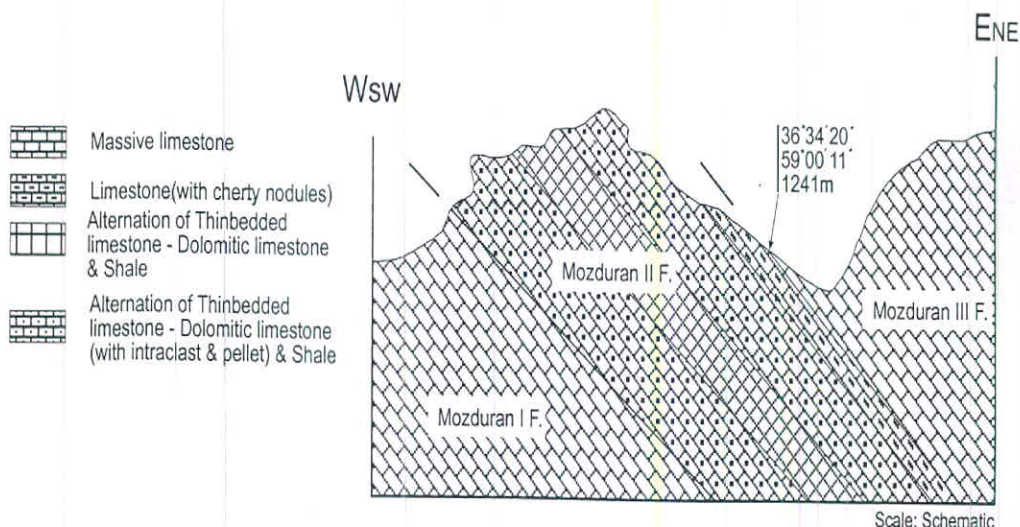 ENE
WSW
Massive limestone
Limestone(with cherty nodules)
Alternation of Thinbedded
limestone - Dolomitic limestone
& Shale
Alternation of Thinbedded
limestone - Dolomitic limestone
(with intraclast & pellet) & Shale
36°34'20"
59°00'11"
1241m
Mozduran II F.
Mozduran III F.
Mozduran I F.
Scale: Schematic